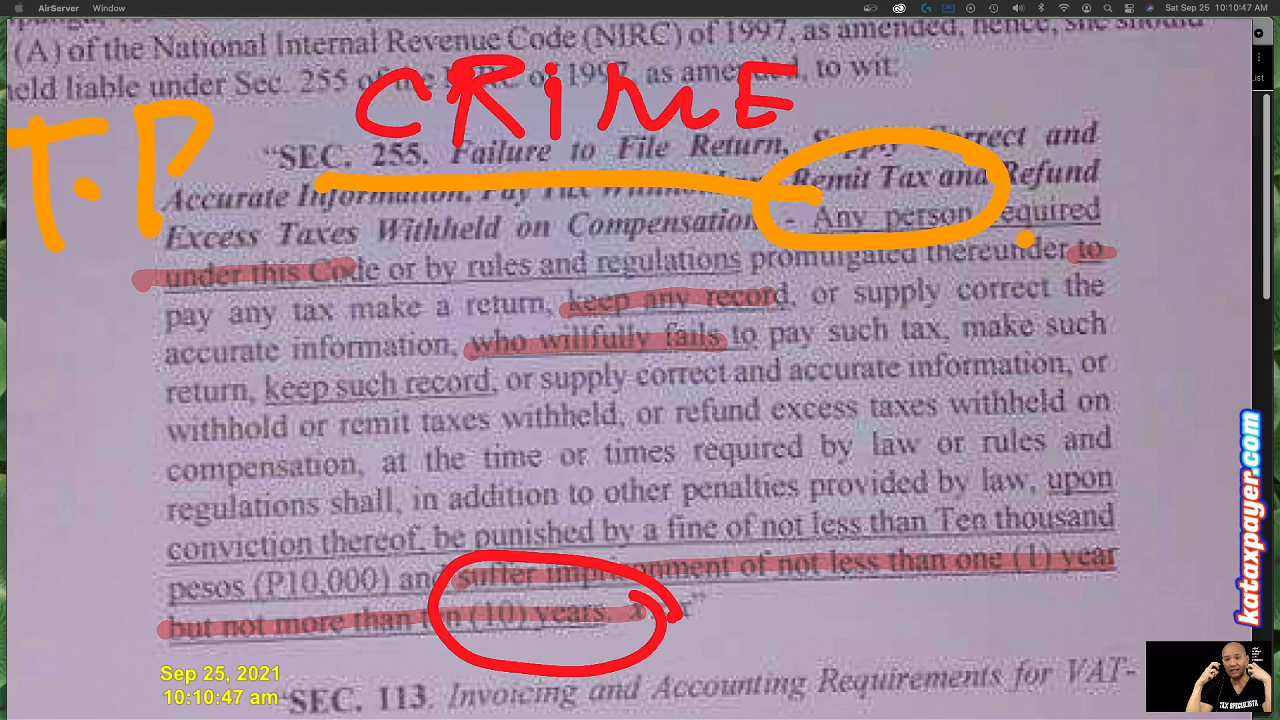 AirServer Window Sat Sep 25 10:10:47 AM
(A) of the National Internal Revenue Code (NIRC) of 1997, as amended, hence, she should
held liable under Sec. 255 of the NIRC of 1997, as amended, to wit:
CRiME
T.P
"SEC. 255. Failure to File Return, Supply Correct and
Accurate Information, Pay Tax Withhold Remit Tax and Refund
Excess Taxes Withheld on Compensation - Any person required
under this Code or by rules and regulations promulgated thereunder to
pay any tax make a return, keep any record, or supply correct the
accurate information, who willfully fails to pay such tax, make such
return, keep such record, or supply correct and accurate information, or
withhold or remit taxes withheld, or refund excess taxes withheld on
compensation, at the time or times required by law or rules and
regulations shall, in addition to other penalties provided by law, upon
conviction thereof, be punished by a fine of not less than Ten thousand
pesos (P10,000) and suffer imprisonment of not less than one (1) year
but not more than ten (10) years.
Sep 25, 2021
10:10:47 am
"SEC. 113. Invoicing and Accounting Requirements for VAT-
kataxpayer.com
TAX SPECIALISTA